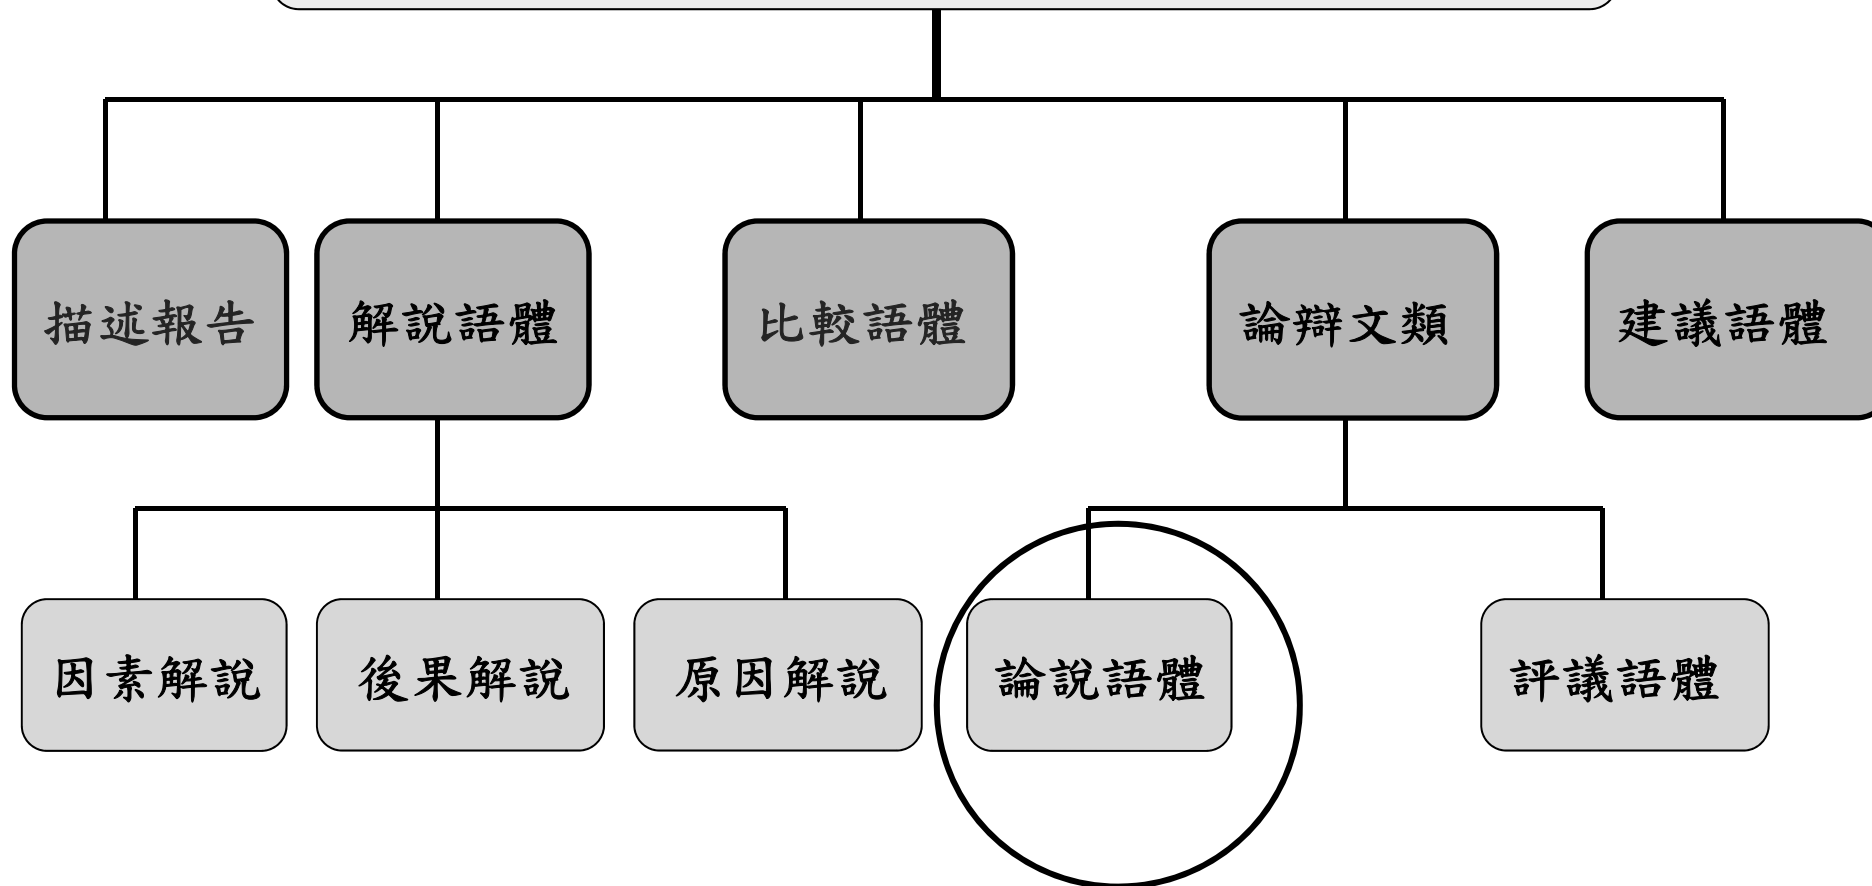 描述報告
解說語體
比較語體
論辯文類
建議語體
因素解說
後果解說
原因解說
論說語體
評議語體